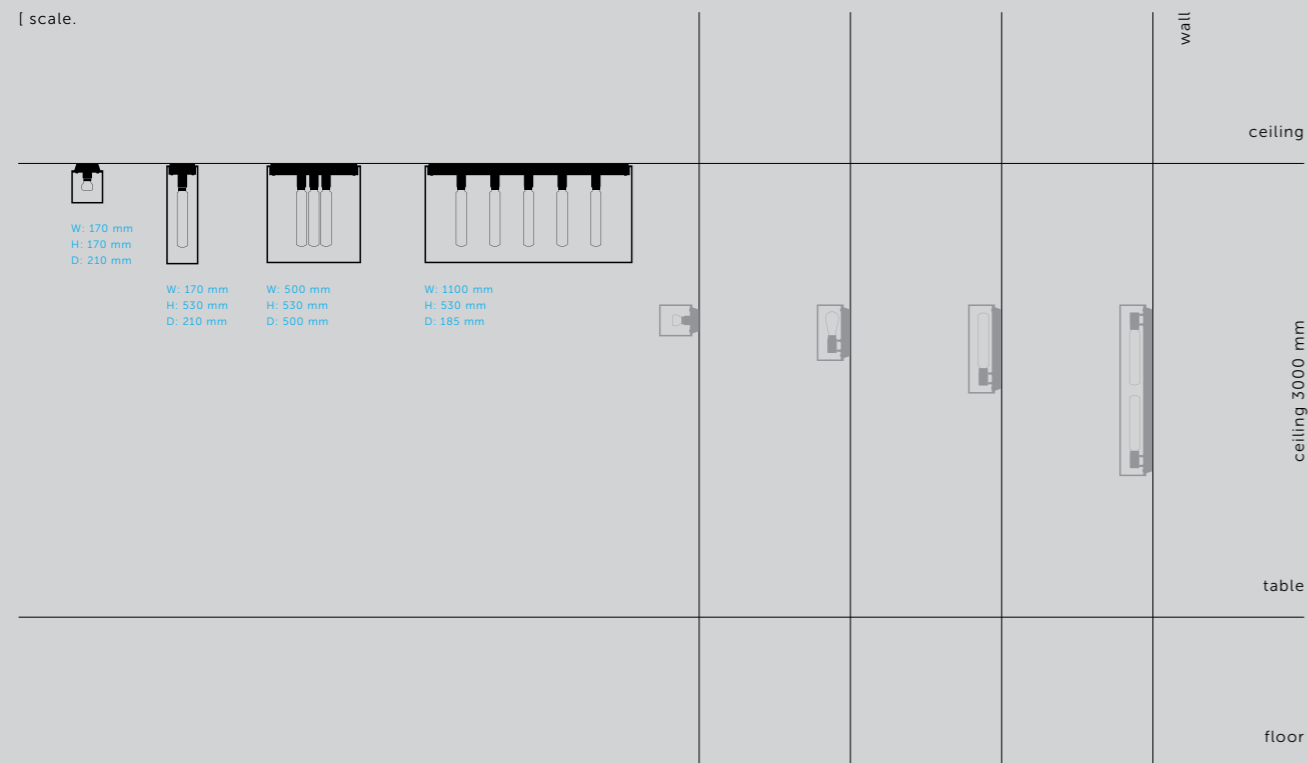 [ scale.
wall
ceiling
W: 170 mm
H: 170 mm
D: 210 mm
W: 170 mm
H: 530 mm
D: 210 mm
W: 500 mm
H: 530 mm
D: 500 mm
W: 1100 mm
H: 530 mm
D: 185 mm
ceiling 3000 mm
table
floor